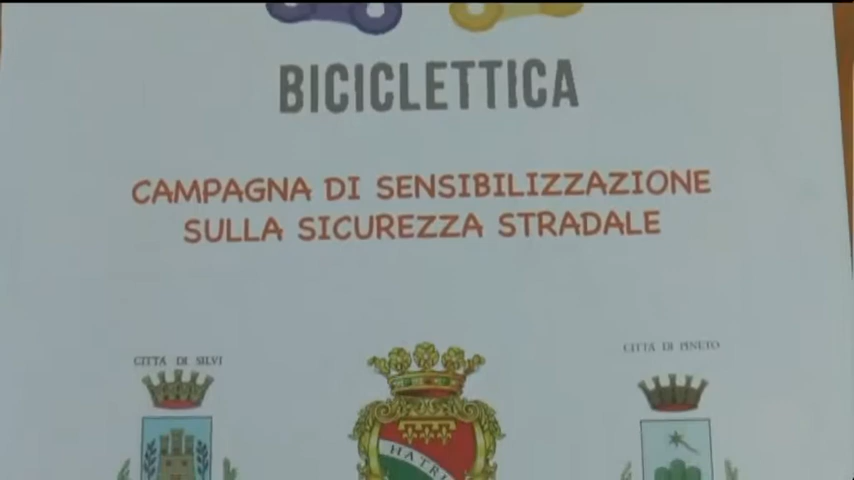 BICICLETTICA
CAMPAGNA DI SENSIBILIZZAZIONE
SULLA SICUREZZA STRADALE
CITTÀ DI SILVI
CITTÀ DI PINETO
HATRI